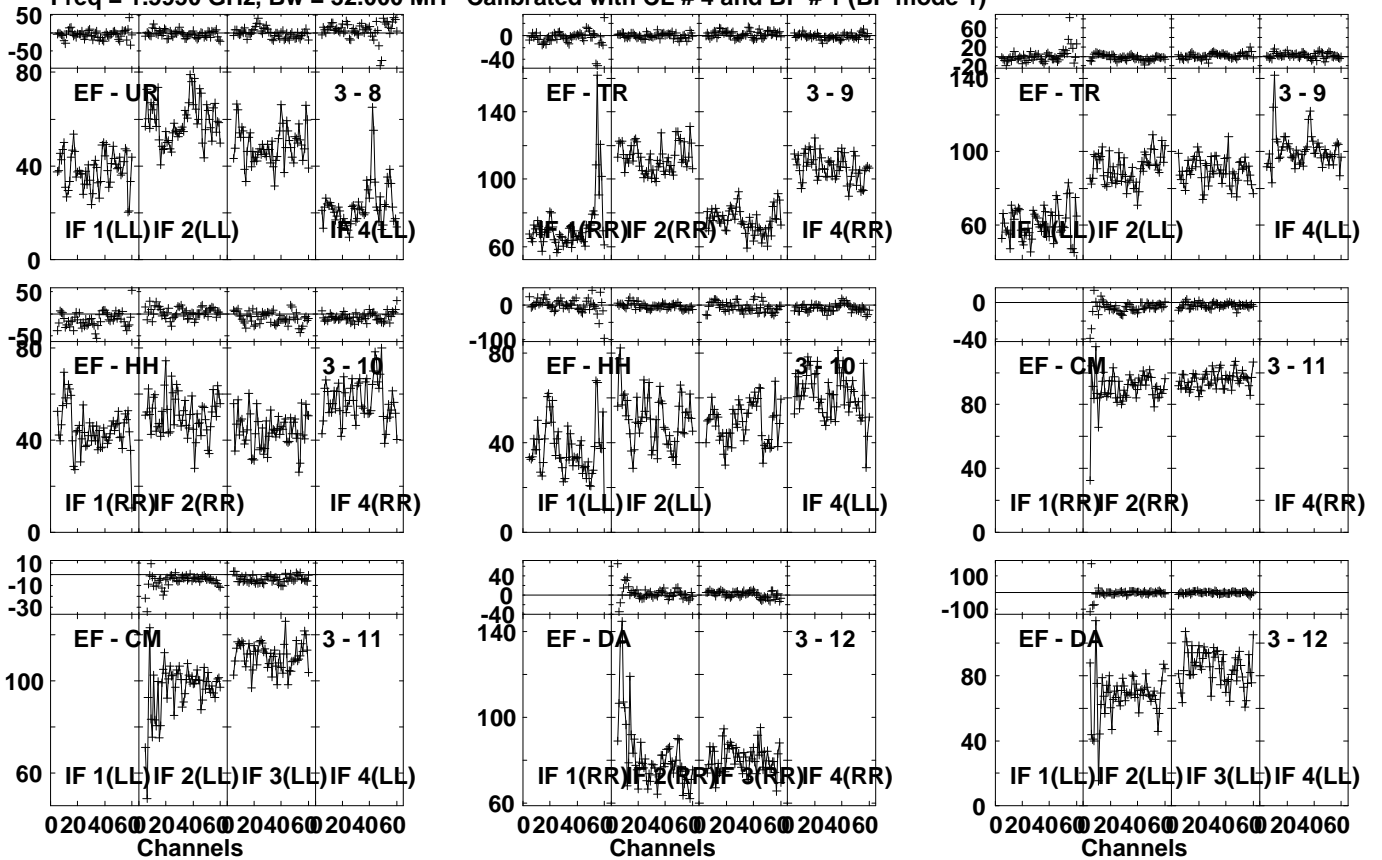 Calibrated with CL # 4 and BP # 1 (BP mode 1)
50
-50
80
40
0
EF - UR
3 - 8
IF 1(LL)
IF 2(LL)
IF 4(LL)
0
-40
140
100
60
EF - TR
3 - 9
IF 1(RR)
IF 2(RR)
IF 4(RR)
60
20
-20
140
100
60
EF - TR
3 - 9
IF 1(LL)
IF 2(LL)
IF 4(LL)
50
-50
80
40
0
EF - HH
3 - 10
IF 1(RR)
IF 2(RR)
IF 4(RR)
0
-100
80
40
0
EF - HH
3 - 10
IF 1(LL)
IF 2(LL)
IF 4(LL)
0
-40
80
40
0
EF - CM
3 - 11
IF 1(RR)
IF 2(RR)
IF 4(RR)
10
-10
-30
100
60
EF - CM
3 - 11
IF 1(LL)
IF 2(LL)
IF 3(LL)
IF 4(LL)
0 20 40 60 0 20 40 60 0 20 40 60 0 20 40 60
Channels
40
0
-40
140
100
60
EF - DA
3 - 12
IF 1(RR)
IF 2(RR)
IF 3(RR)
IF 4(RR)
0 20 40 60 0 20 40 60 0 20 40 60 0 20 40 60
Channels
100
-100
80
40
0
EF - DA
3 - 12
IF 1(LL)
IF 2(LL)
IF 3(LL)
IF 4(LL)
0 20 40 60 0 20 40 60 0 20 40 60 0 20 40 60
Channels